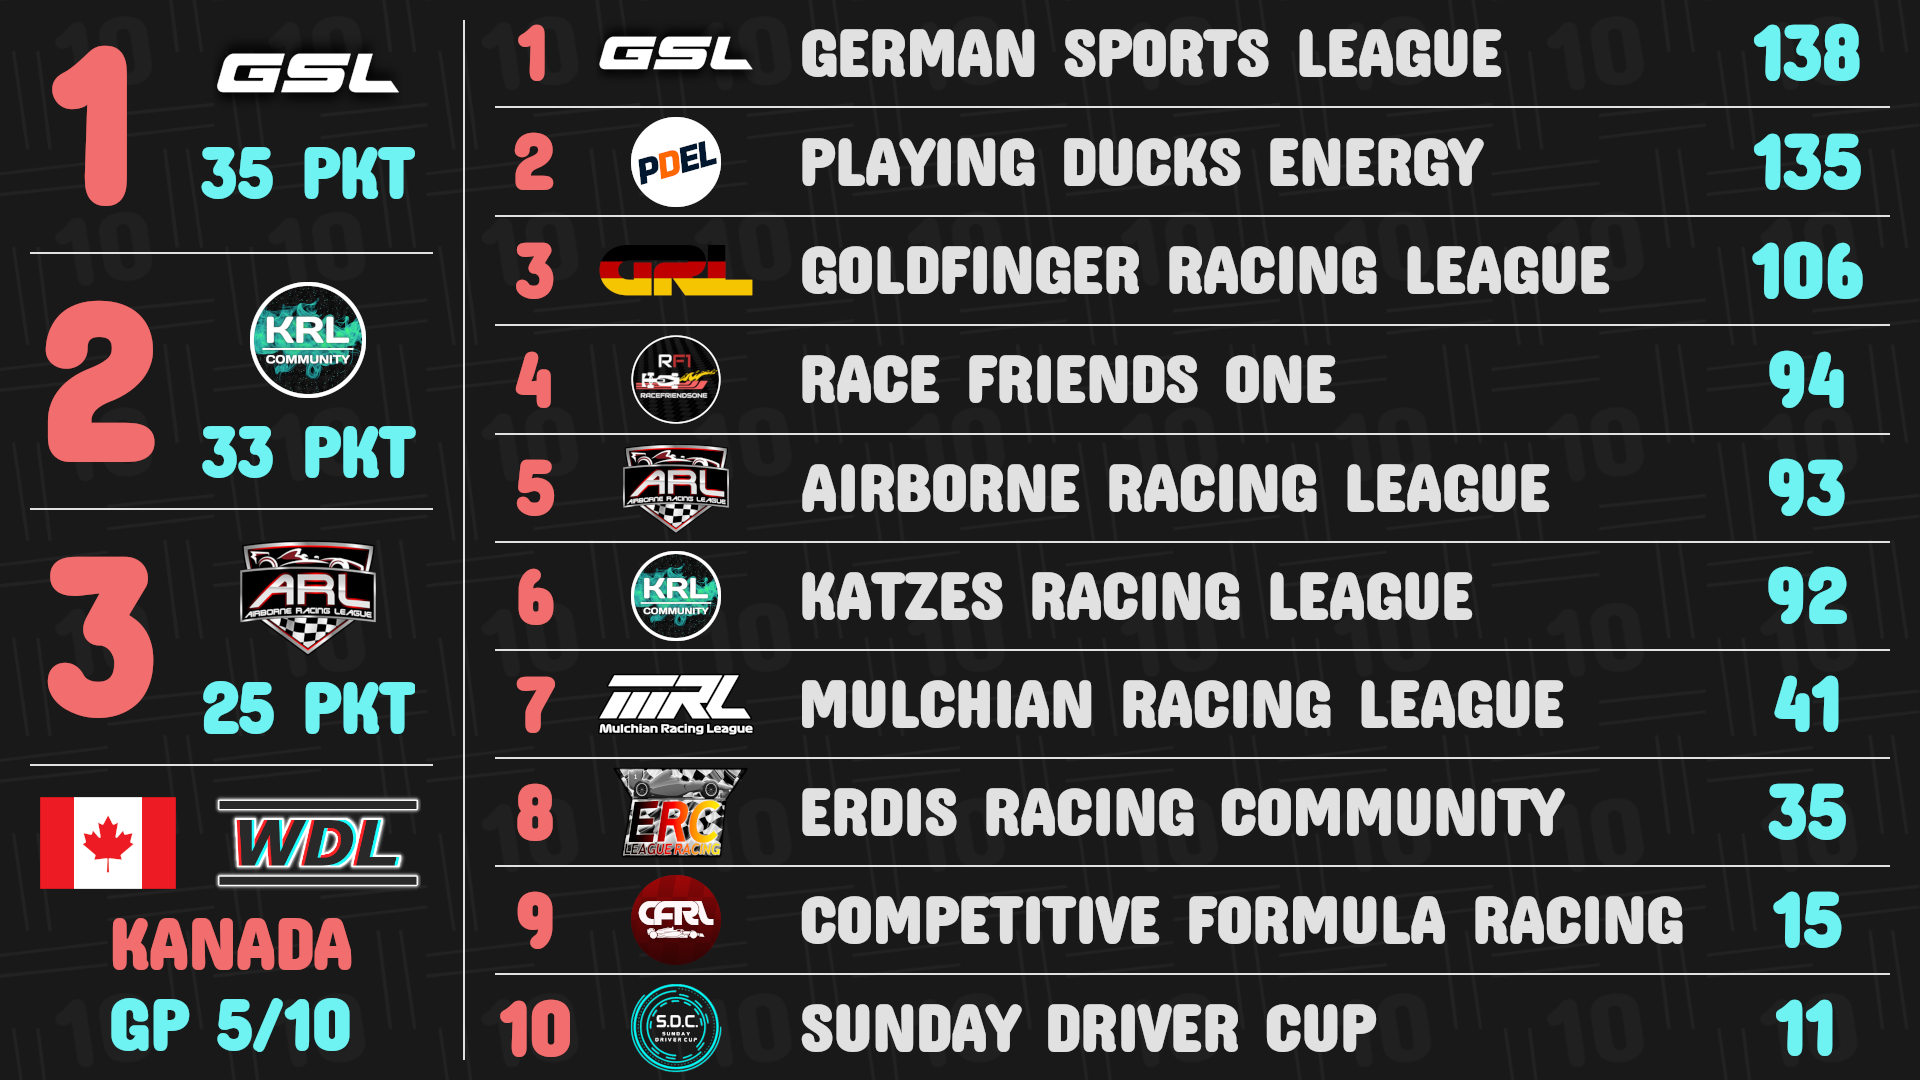 1
GSL
35 PKT
2
KRL
COMMUNITY
33 PKT
3
ARL
AIRBORNE RACING LEAGUE
25 PKT
WDL
KANADA
GP 5/10
1 GSL GERMAN SPORTS LEAGUE 138
2 PDEL PLAYING DUCKS ENERGY 135
3 GRL GOLDFINGER RACING LEAGUE 106
4 RF1 RACEFRIENDSONE RACE FRIENDS ONE 94
5 ARL AIRBORNE RACING LEAGUE AIRBORNE RACING LEAGUE 93
6 KRL COMMUNITY KATZES RACING LEAGUE 92
7 MRL Mulchian Racing League MULCHIAN RACING LEAGUE 41
8 ERC LEAGUE RACING ERDIS RACING COMMUNITY 35
9 CFRL COMPETITIVE FORMULA RACING 15
10 S.D.C. SUNDAY DRIVER CUP SUNDAY DRIVER CUP 11